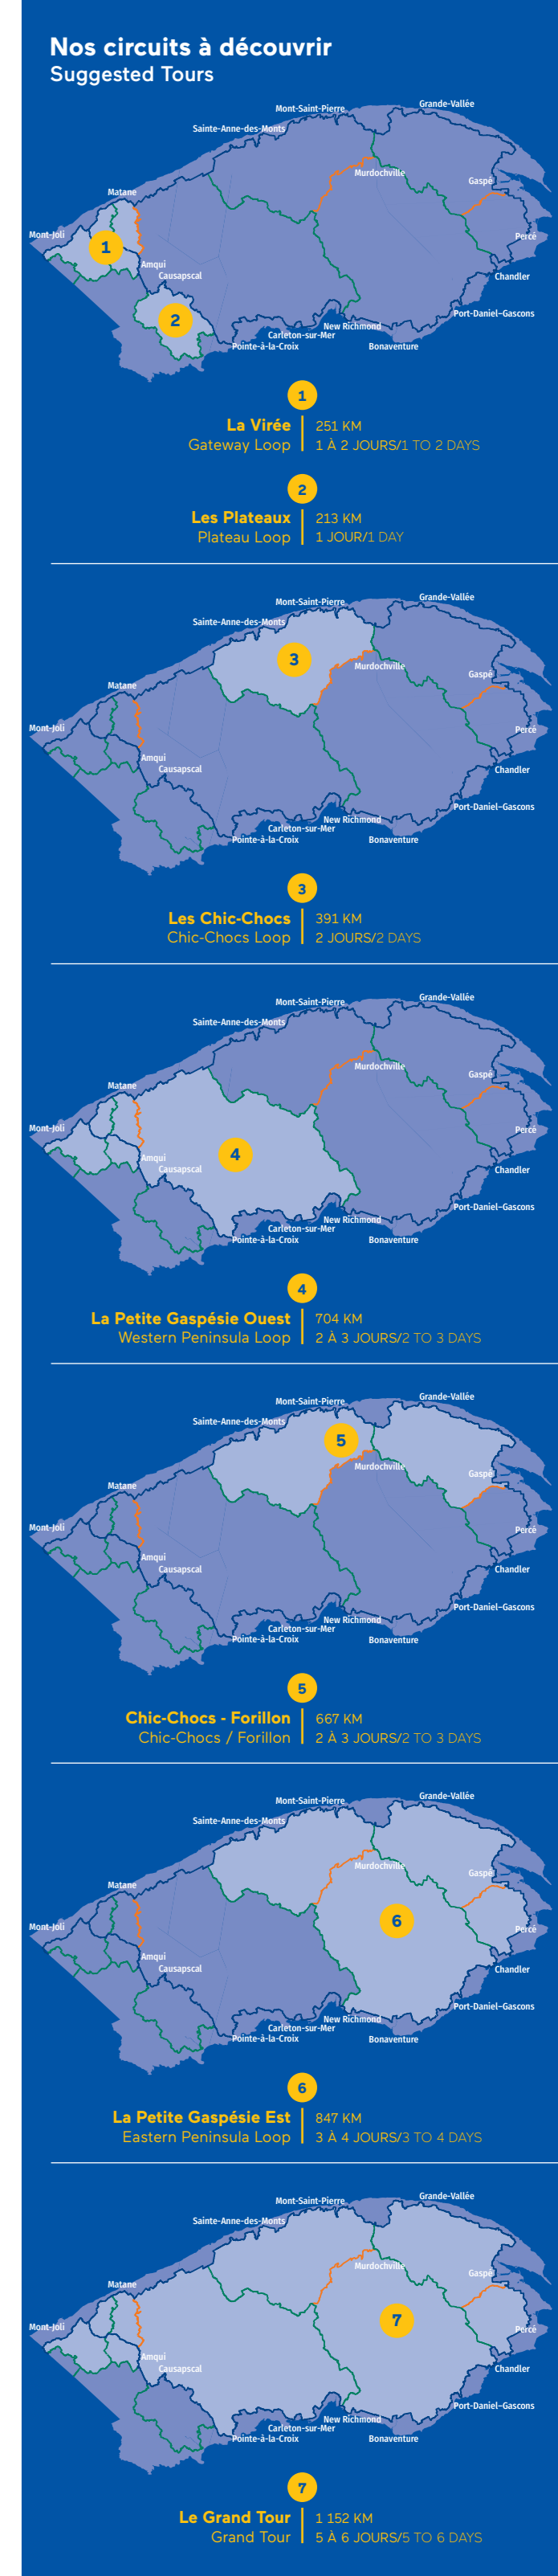 Nos circuits à découvrir
Suggested Tours
Grande-Vallée
Mont-Saint-Pierre
Sainte-Anne-des-Monts
Murdochville
Gaspé
Matane
Mont-Joli
Percé
1
Amqui
Causapscal
Chandler
2
Port-Daniel–Gascons
New Richmond
Carleton-sur-Mer
Pointe-à-la-Croix
Bonaventure
1
La Virée
251 KM
Gateway Loop
1 À 2 JOURS/1 TO 2 DAYS
2
Les Plateaux
213 KM
Plateau Loop
1 JOUR/1 DAY
Grande-Vallée
Mont-Saint-Pierre
Sainte-Anne-des-Monts
3
Murdochville
Gaspé
Matane
Mont-Joli
Percé
Amqui
Causapscal
Chandler
Port-Daniel–Gascons
New Richmond
Carleton-sur-Mer
Pointe-à-la-Croix
Bonaventure
3
Les Chic-Chocs
391 KM
Chic-Chocs Loop
2 JOURS/2 DAYS
Grande-Vallée
Mont-Saint-Pierre
Sainte-Anne-des-Monts
Murdochville
Gaspé
Matane
Mont-Joli
Percé
4
Amqui
Causapscal
Chandler
Port-Daniel–Gascons
New Richmond
Carleton-sur-Mer
Pointe-à-la-Croix
Bonaventure
4
La Petite Gaspésie Ouest
704 KM
Western Peninsula Loop
2 À 3 JOURS/2 TO 3 DAYS
Grande-Vallée
Mont-Saint-Pierre
Sainte-Anne-des-Monts
5
Murdochville
Gaspé
Matane
Mont-Joli
Percé
Amqui
Causapscal
Chandler
Port-Daniel–Gascons
New Richmond
Carleton-sur-Mer
Pointe-à-la-Croix
Bonaventure
5
Chic-Chocs - Forillon
667 KM
Chic-Chocs / Forillon
2 À 3 JOURS/2 TO 3 DAYS
Grande-Vallée
Mont-Saint-Pierre
Sainte-Anne-des-Monts
Murdochville
Gaspé
Matane
6
Mont-Joli
Percé
Amqui
Causapscal
Chandler
Port-Daniel–Gascons
New Richmond
Carleton-sur-Mer
Pointe-à-la-Croix
Bonaventure
6
La Petite Gaspésie Est
847 KM
Eastern Peninsula Loop
3 À 4 JOURS/3 TO 4 DAYS
Grande-Vallée
Mont-Saint-Pierre
Sainte-Anne-des-Monts
Murdochville
Gaspé
Matane
7
Mont-Joli
Percé
Amqui
Causapscal
Chandler
Port-Daniel–Gascons
New Richmond
Carleton-sur-Mer
Pointe-à-la-Croix
Bonaventure
7
Le Grand Tour
1 152 KM
Grand Tour
5 À 6 JOURS/5 TO 6 DAYS